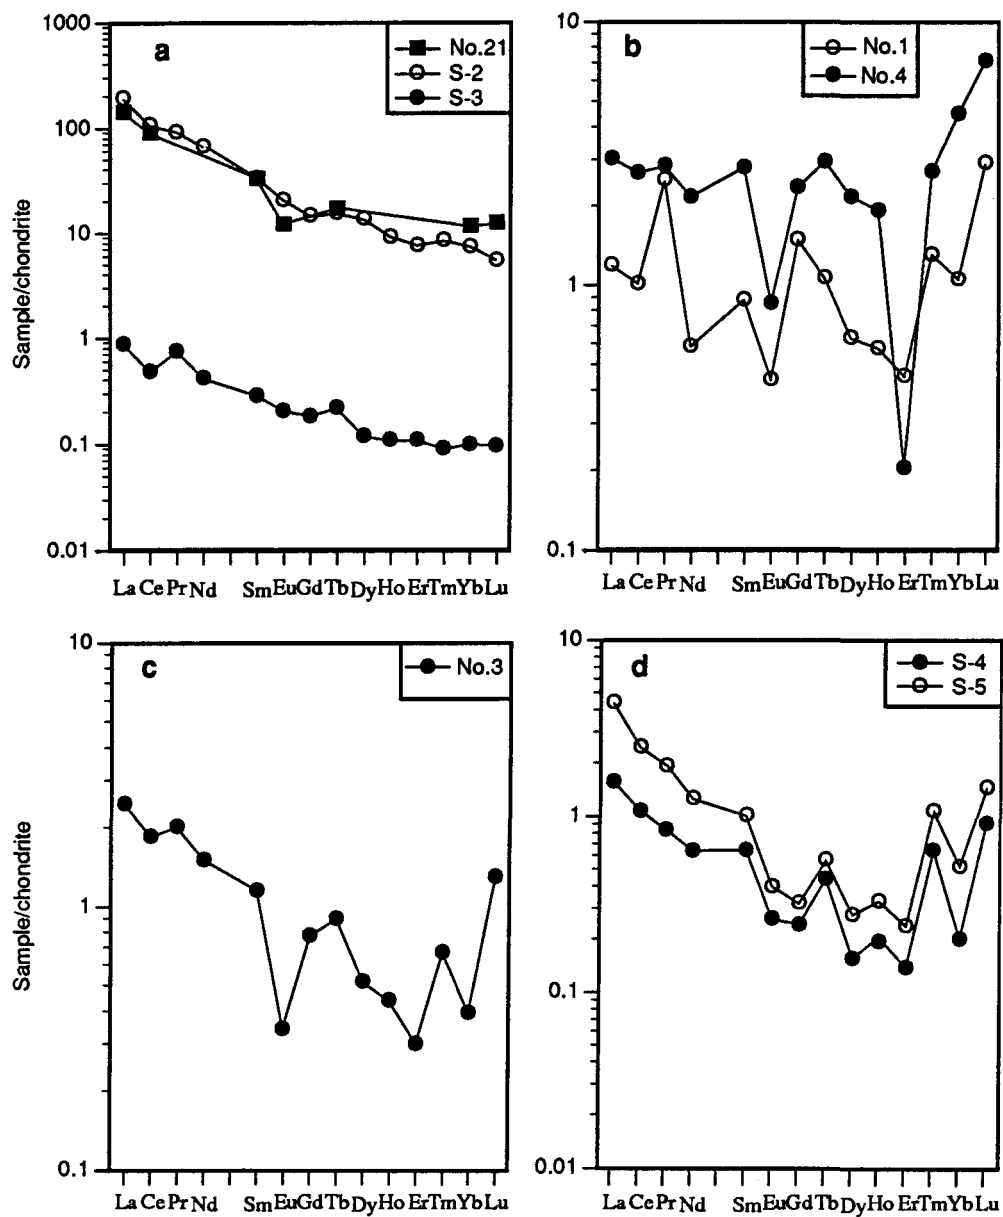 1000
100
10
1
0.1
0.01
Sample/chondrite
a
No.21
S-2
S-3
La Ce Pr Nd Sm Eu Gd Tb Dy Ho Er Tm Yb Lu
10
1
0.1
b
No.1
No.4
La Ce Pr Nd Sm Eu Gd Tb Dy Ho Er Tm Yb Lu
10
1
0.1
Sample/chondrite
c
No.3
La Ce Pr Nd Sm Eu Gd Tb Dy Ho Er Tm Yb Lu
10
1
0.1
0.01
d
S-4
S-5
La Ce Pr Nd Sm Eu Gd Tb Dy Ho Er Tm Yb Lu